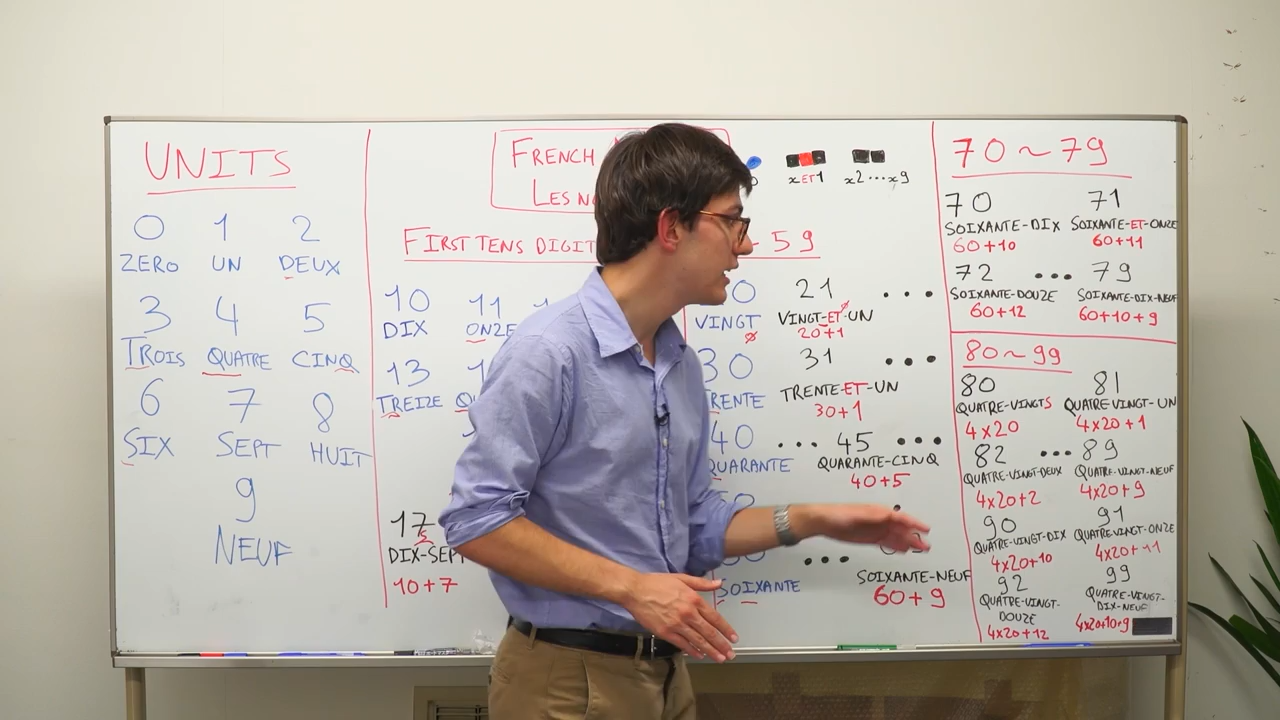 UNITS
0 1 2
ZERO UN DEUX
3 4 5
TROIS QUATRE CINQ
6 7 8
SIX SEPT HUIT
9
NEUF
FRENCH
LES
FIRST TENS DIGIT 59
10 11
DIX ONZE
13
TREIZE
17
DIX-SEPT
10+7
x ET 1 x2...x9
21 ...
VINGT VINGT-ET-UN
20+1
30 31 ...
TRENTE TRENTE-ET-UN
30+1
40 ... 45 ...
QUARANTE QUARANTE-CINQ
40+5
...
SOIXANTE SOIXANTE-NEUF
60+9
70~79
70 71
SOIXANTE-DIX SOIXANTE-ET-ONZE
60+10 60+11
72 ... 79
SOIXANTE-DOUZE SOIXANTE-DIX-NEUF
60+12 60+10+9
80~99
80 81
QUATRE-VINGTS QUATRE VINGT-UN
4x20 4x20+1
82 ... 89
QUATRE-VINGT-DEUX QUATRE-VINGT-NEUF
4x20+2 4x20+9
90 91
QUATRE-VINGT-DIX QUATRE-VINGT-ONZE
4x20+10 4x20+11
92 99
QUATRE-VINGT-DOUZE QUATRE-VINGT-DIX-NEUF
4x20+12 4x20+10+9